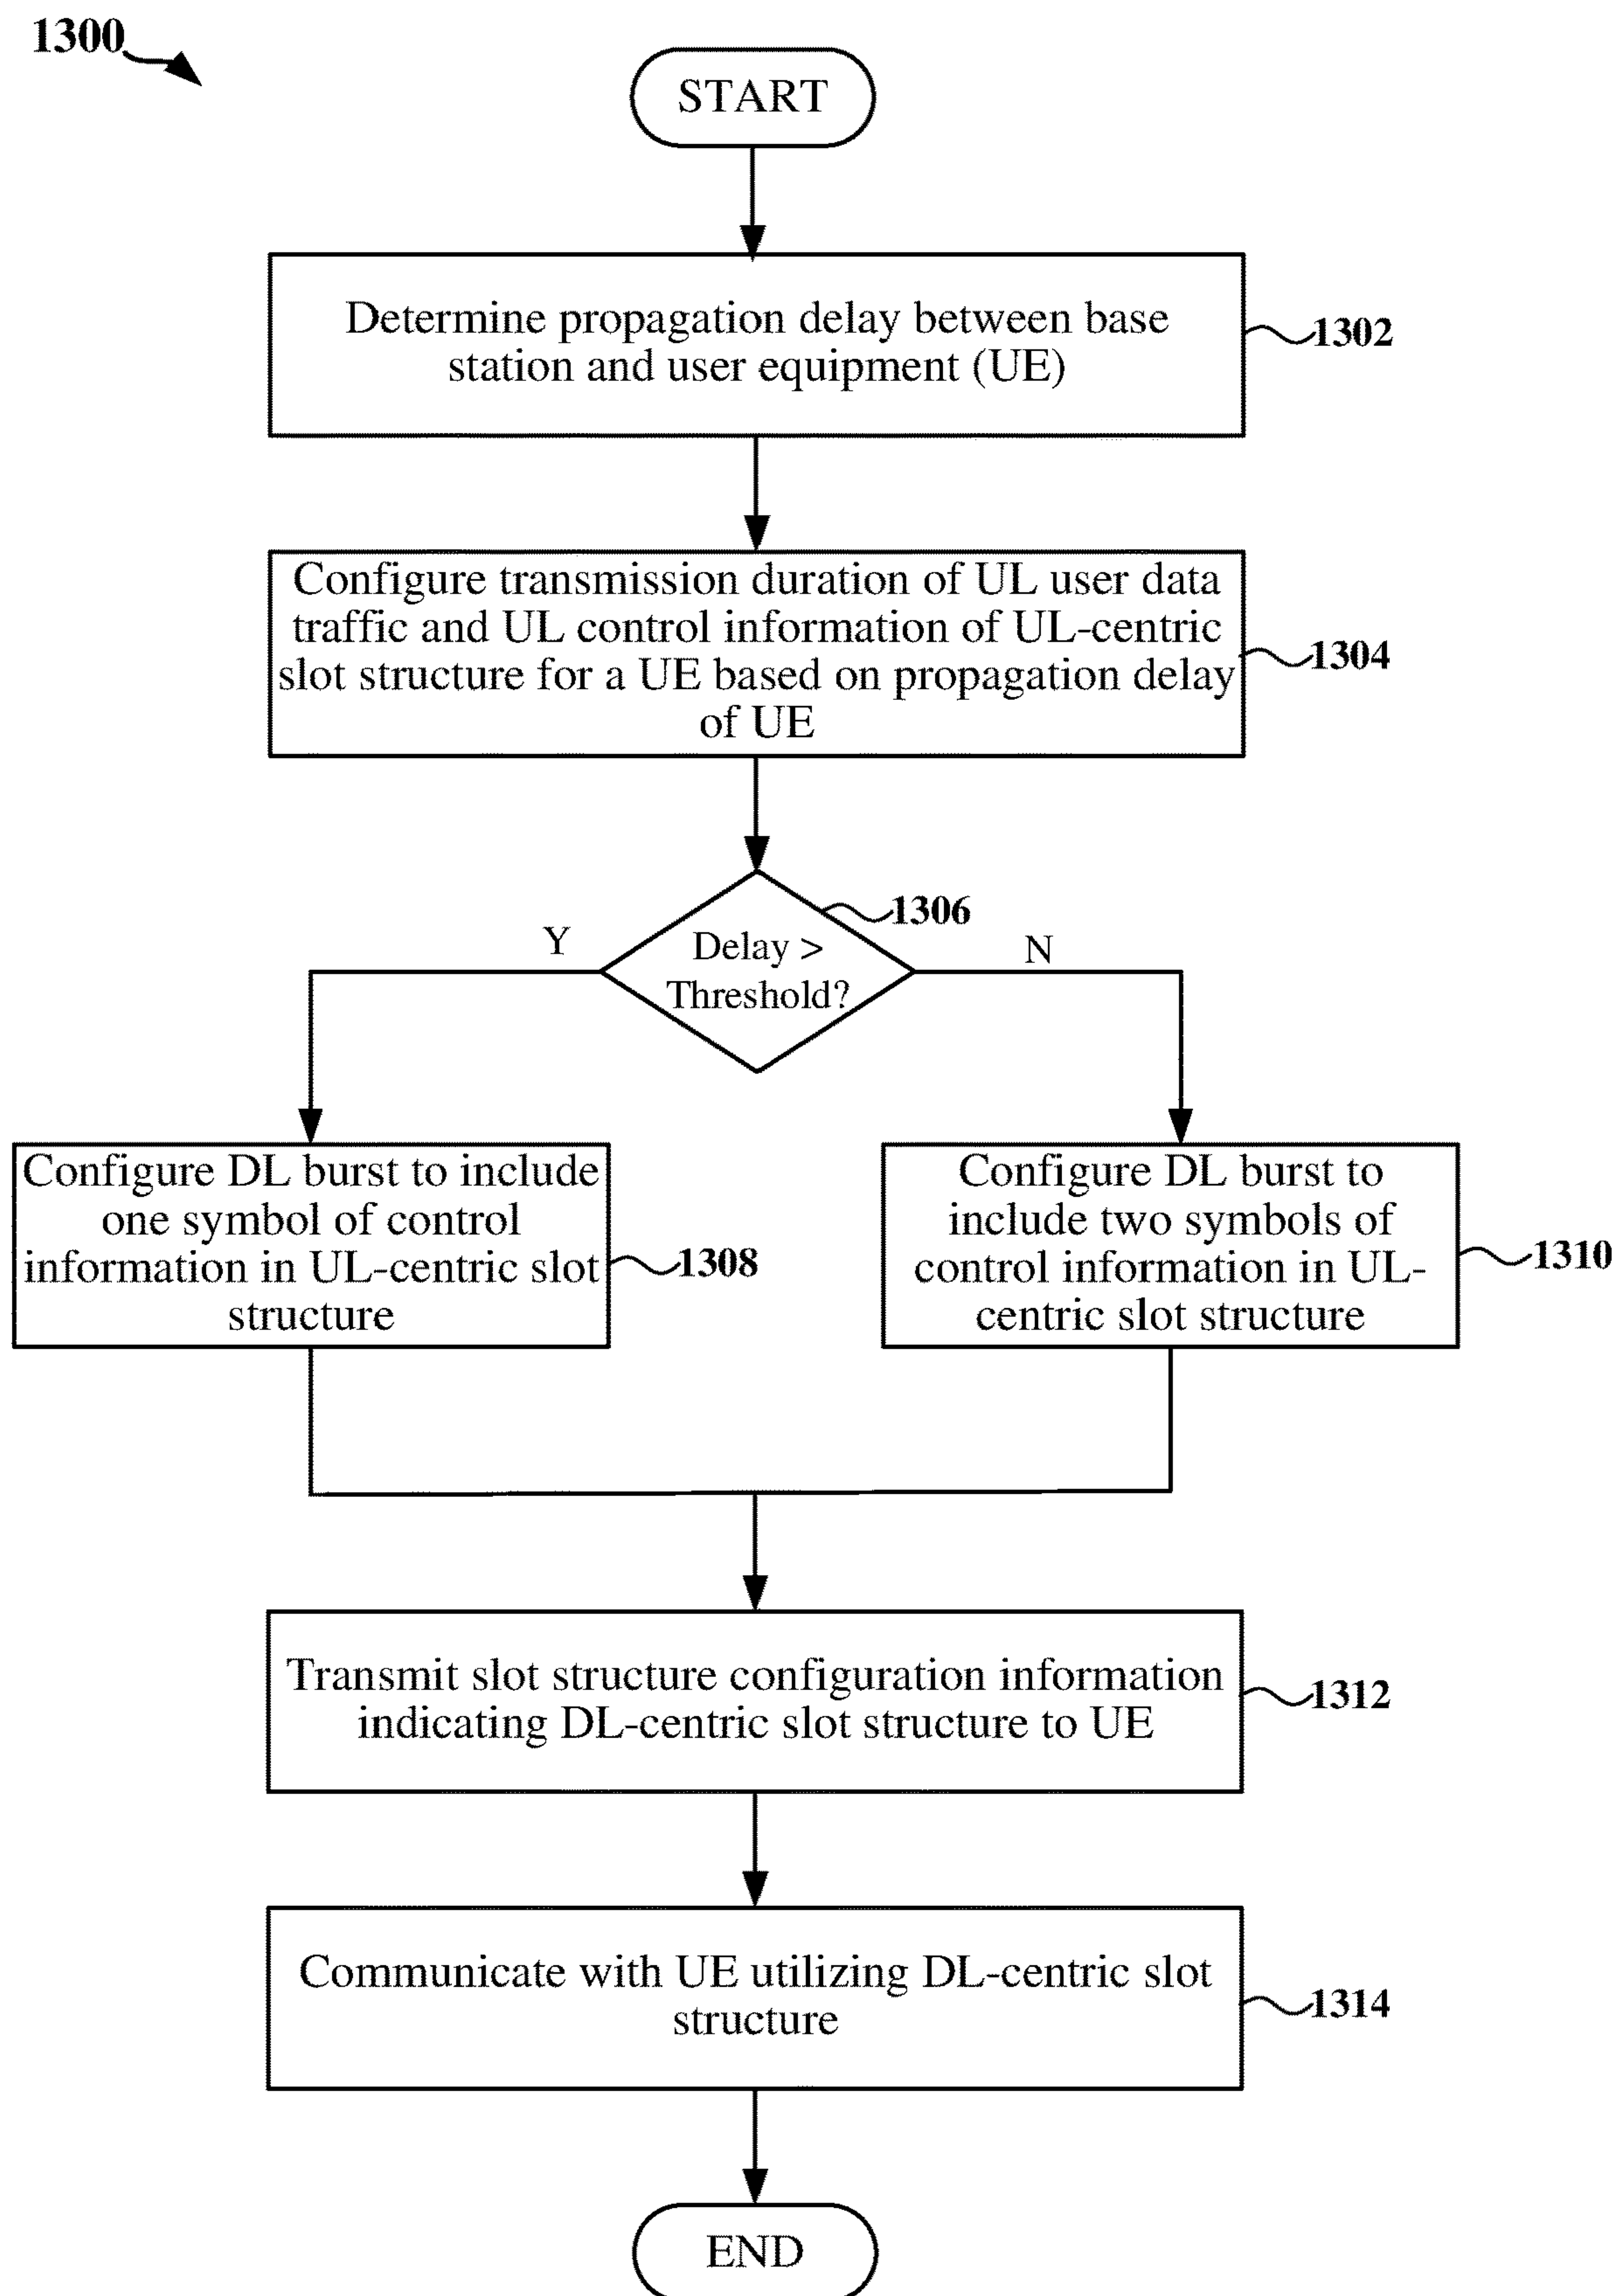 1300
START
Determine propagation delay between base
station and user equipment (UE)
1302
Configure transmission duration of UL user data
traffic and UL control information of UL-centric
slot structure for a UE based on propagation delay
of UE
1304
1306
Delay >
Threshold?
Y
N
Configure DL burst to include
one symbol of control
information in UL-centric slot
structure
1308
Configure DL burst to
include two symbols of
control information in UL-
centric slot structure
1310
Transmit slot structure configuration information
indicating DL-centric slot structure to UE
1312
Communicate with UE utilizing DL-centric slot
structure
1314
END